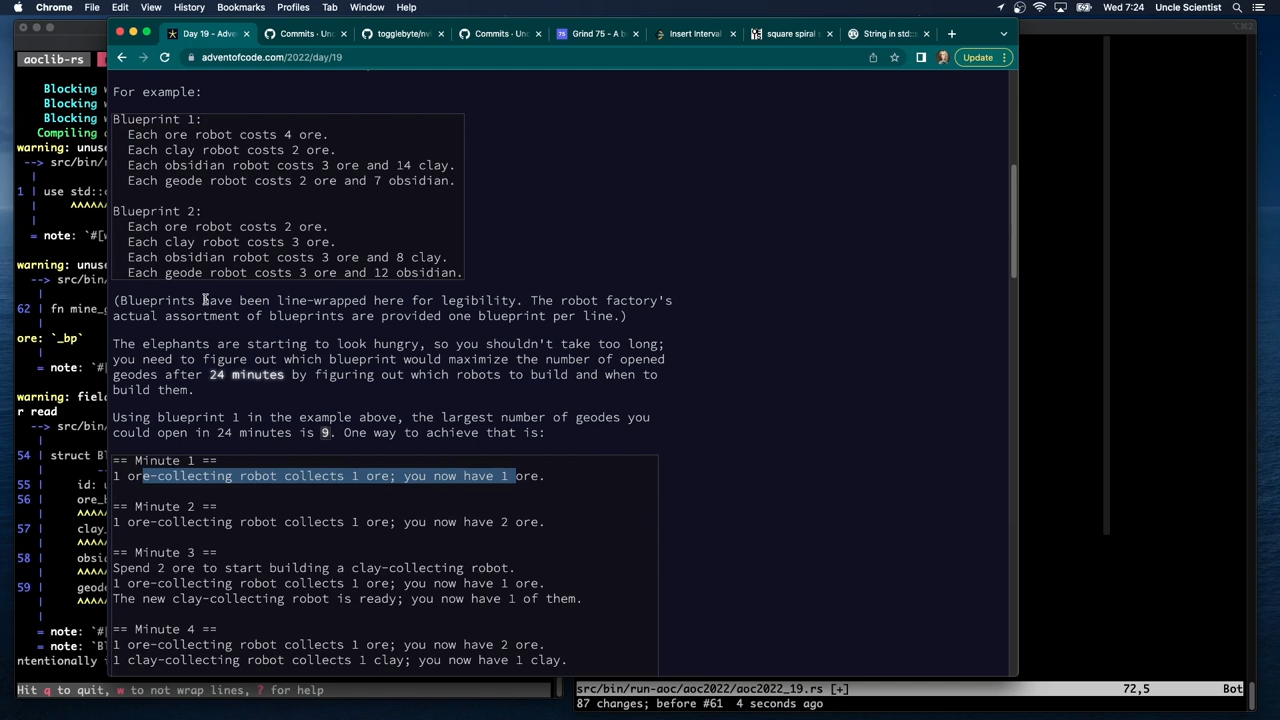 Chrome File Edit View History Bookmarks Profiles Tab Window Help Wed 7:24 Uncle Scientist
Day 19 - Adve Commits · Un togglebyte/nvi Commits · Un Grind 75 - A b Insert Interval square spiral s String in std::
adventofcode.com/2022/day/19 Update
aoclib-rs
Blocking w
Blocking w
Blocking w
Compiling
warning: unuse
--> src/bin/r
|
1 | use std::
| ^^^^^
|
= note: `#[w
warning: unuse
--> src/bin/
|
62 | fn mine_g
|
ore: `_bp`
|
= note: `#[
warning: field
r read
--> src/bin/
|
54 | struct Bl
| --
55 | id: u
56 | ore_b
| ^^^^
57 | clay_
| ^^^^
58 | obsid
| ^^^^
59 | geode
| ^^^^
|
= note: `#[
= note: `Bl
ntentionally i
Hit q to quit, w to not wrap lines, ? for help
For example:
Blueprint 1:
Each ore robot costs 4 ore.
Each clay robot costs 2 ore.
Each obsidian robot costs 3 ore and 14 clay.
Each geode robot costs 2 ore and 7 obsidian.
Blueprint 2:
Each ore robot costs 2 ore.
Each clay robot costs 3 ore.
Each obsidian robot costs 3 ore and 8 clay.
Each geode robot costs 3 ore and 12 obsidian.
(Blueprints have been line-wrapped here for legibility. The robot factory's
actual assortment of blueprints are provided one blueprint per line.)
The elephants are starting to look hungry, so you shouldn't take too long;
you need to figure out which blueprint would maximize the number of opened
geodes after 24 minutes by figuring out which robots to build and when to
build them.
Using blueprint 1 in the example above, the largest number of geodes you
could open in 24 minutes is 9. One way to achieve that is:
== Minute 1 ==
1 ore-collecting robot collects 1 ore; you now have 1 ore.
== Minute 2 ==
1 ore-collecting robot collects 1 ore; you now have 2 ore.
== Minute 3 ==
Spend 2 ore to start building a clay-collecting robot.
1 ore-collecting robot collects 1 ore; you now have 1 ore.
The new clay-collecting robot is ready; you now have 1 of them.
== Minute 4 ==
1 ore-collecting robot collects 1 ore; you now have 2 ore.
1 clay-collecting robot collects 1 clay; you now have 1 clay.
src/bin/run-aoc/aoc2022/aoc2022_19.rs [+] 72,5 Bot
87 changes; before #61 4 seconds ago